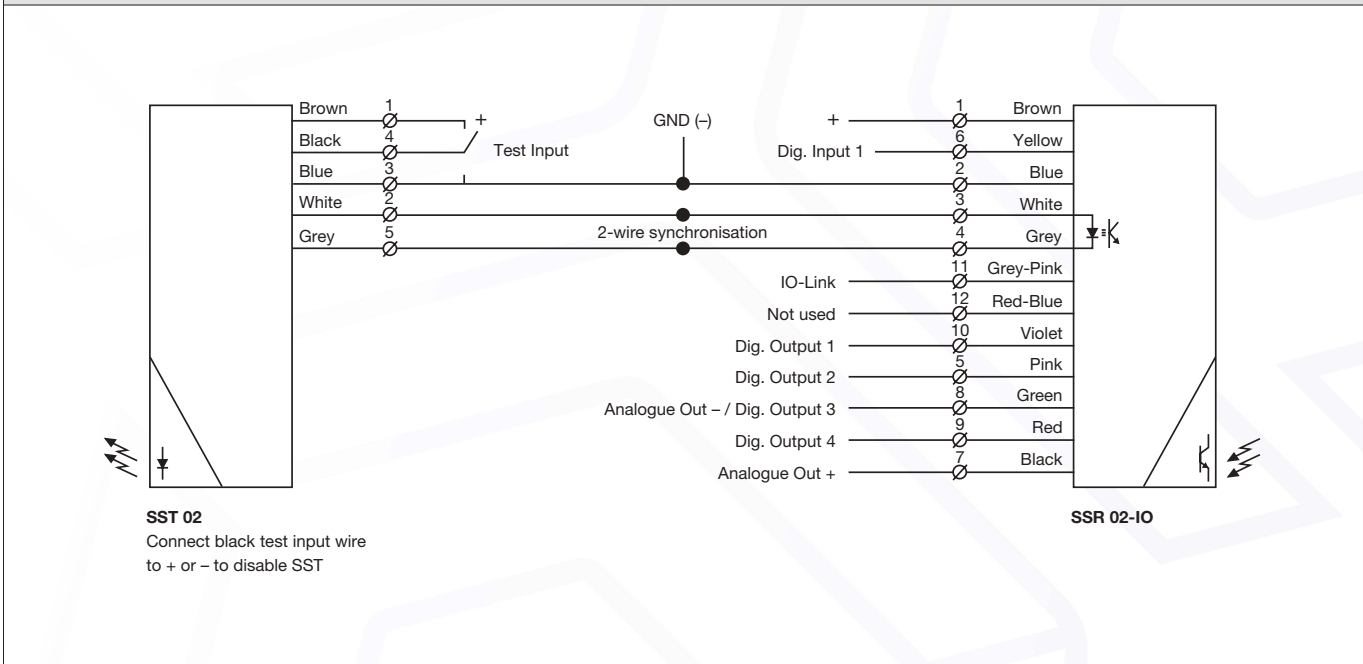 Brown 1 +
Black 4 Test Input
Blue 3
White 2
Grey 5
GND (–)
2-wire synchronisation
+ 1 Brown
Dig. Input 1 6 Yellow
2 Blue
3 White
4 Grey
IO-Link 11 Grey-Pink
Not used 12 Red-Blue
Dig. Output 1 10 Violet
Dig. Output 2 5 Pink
Analogue Out – / Dig. Output 3 8 Green
Dig. Output 4 9 Red
Analogue Out + 7 Black
SST 02
Connect black test input wire
to + or – to disable SST
SSR 02-IO